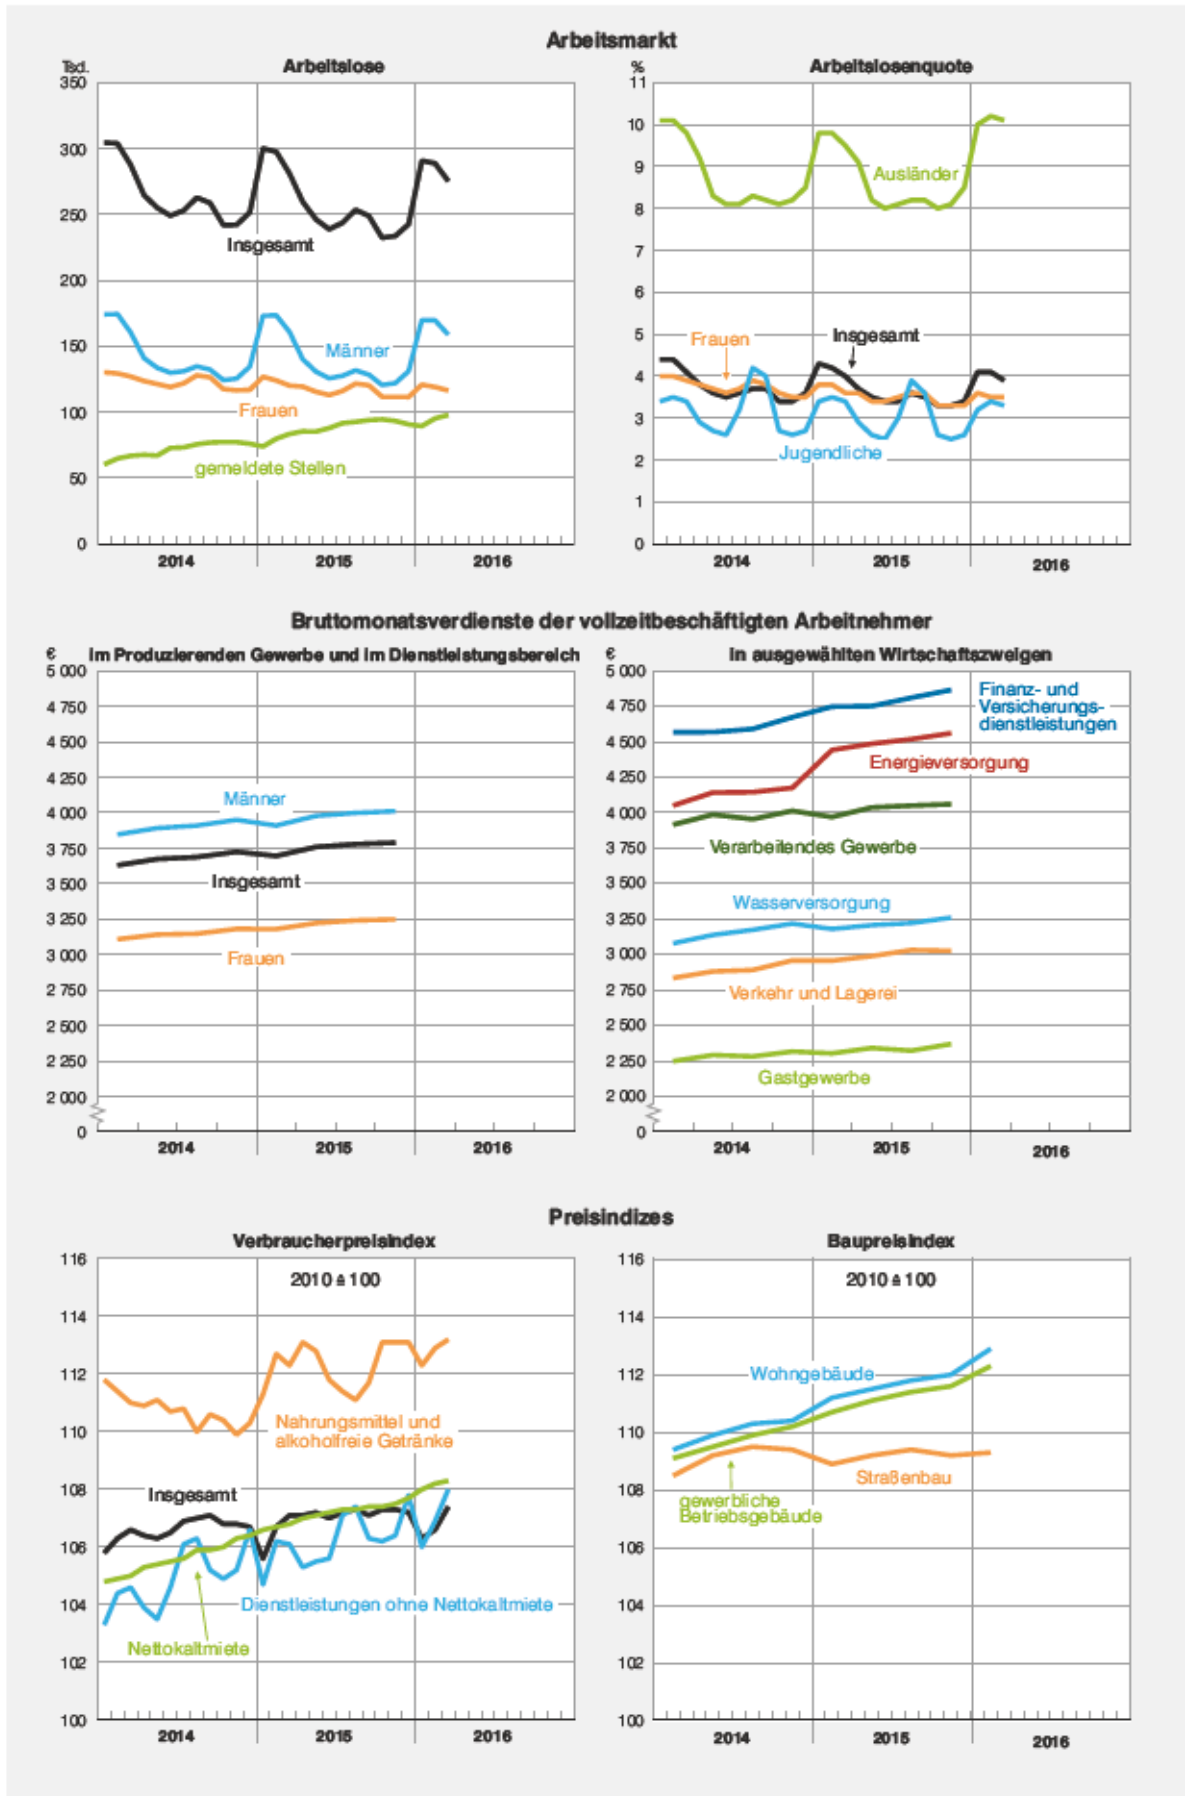 Arbeitsmarkt
Arbeitslose
Tsd.
350
300
250
200
150
100
50
0
Insgesamt
Männer
Frauen
gemeldete Stellen
2014
2015
2016
Arbeitslosenquote
%
11
10
9
8
7
6
5
4
3
2
1
0
Ausländer
Frauen
Insgesamt
Jugendliche
2014
2015
2016
Bruttomonatsverdienste der vollzeitbeschäftigten Arbeitnehmer
€
im Produzierenden Gewerbe und im Dienstleistungsbereich
5 000
4 750
4 500
4 250
4 000
3 750
3 500
3 250
3 000
2 750
2 500
2 250
2 000
0
Männer
Insgesamt
Frauen
2014
2015
2016
€
in ausgewählten Wirtschaftszweigen
5 000
4 750
4 500
4 250
4 000
3 750
3 500
3 250
3 000
2 750
2 500
2 250
2 000
0
Finanz- und
Versicherungs-
dienstleistungen
Energieversorgung
Verarbeitendes Gewerbe
Wasserversorgung
Verkehr und Lagerei
Gastgewerbe
2014
2015
2016
Preisindizes
Verbraucherpreisindex
2010 ≙ 100
116
114
112
110
108
106
104
102
100
Nahrungsmittel und
alkoholfreie Getränke
Insgesamt
Dienstleistungen ohne Nettokaltmiete
Nettokaltmiete
2014
2015
2016
Baupreisindex
2010 ≙ 100
116
114
112
110
108
106
104
102
100
Wohngebäude
Straßenbau
gewerbliche
Betriebsgebäude
2014
2015
2016